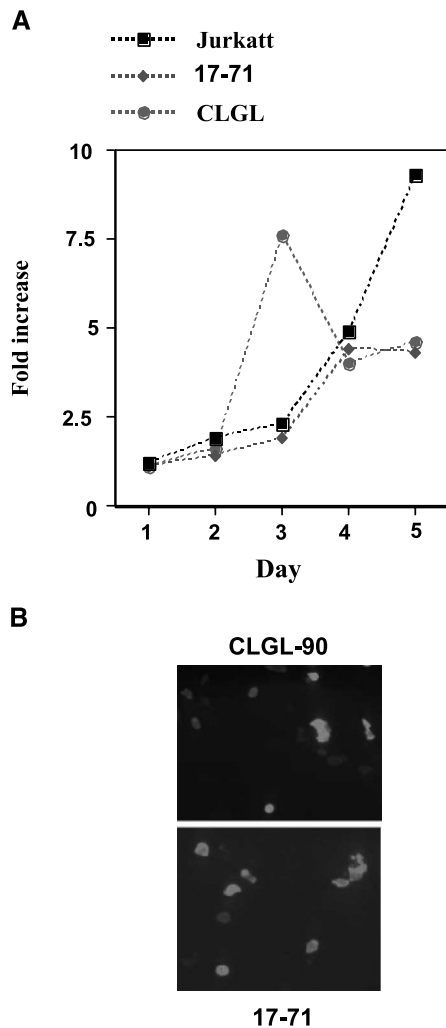 A
Jurkatt
17-71
CLGL
10
7.5
5
2.5
0
Fold increase
1 2 3 4 5
Day
B
CLGL-90
17-71